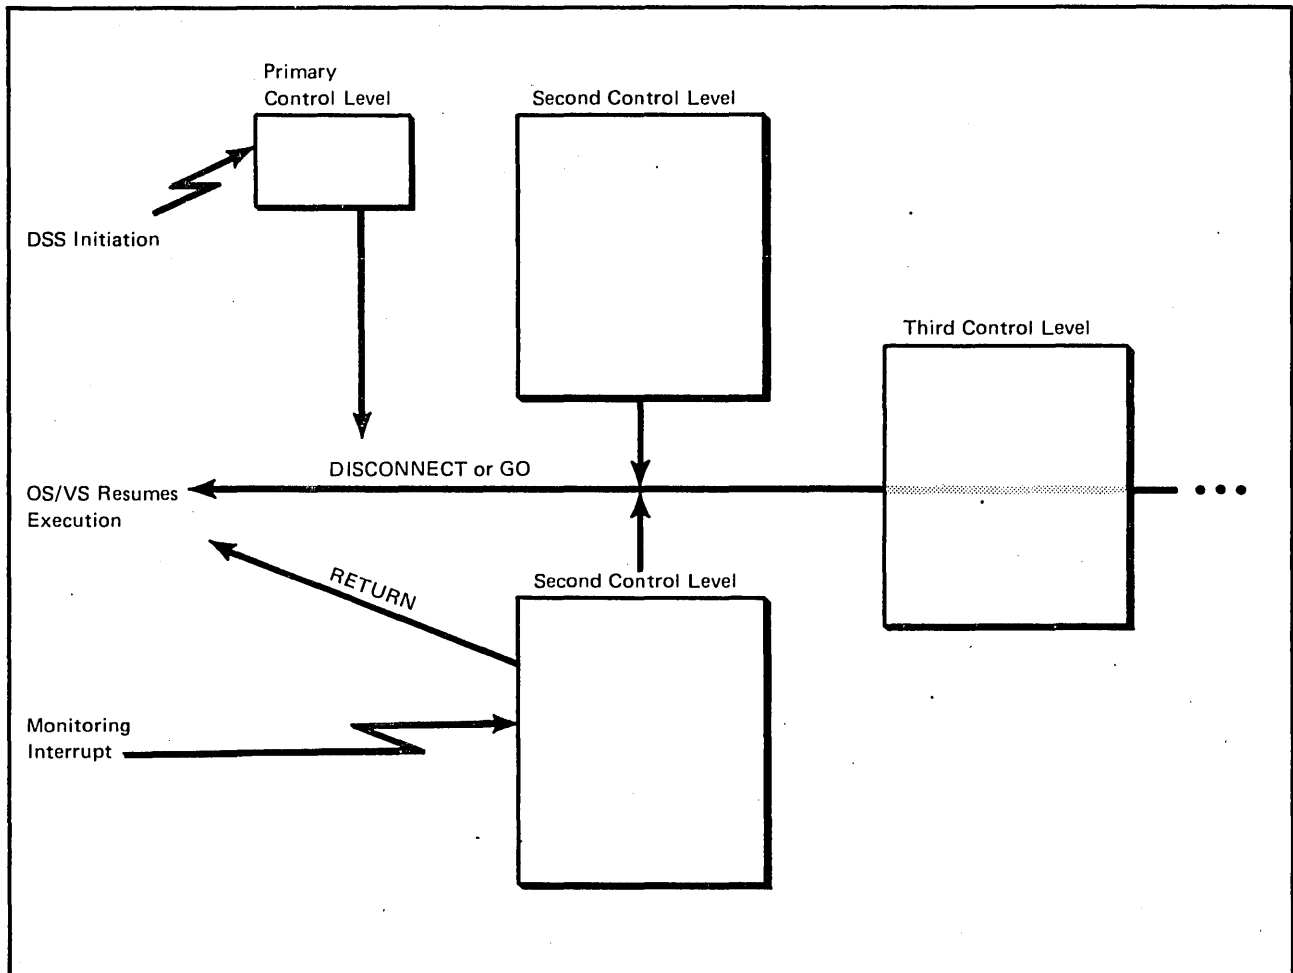 Primary
Control Level
Second Control Level
DSS Initiation
Third Control Level
DISCONNECT or GO
OS/VS Resumes
Execution
RETURN
Second Control Level
Monitoring
Interrupt